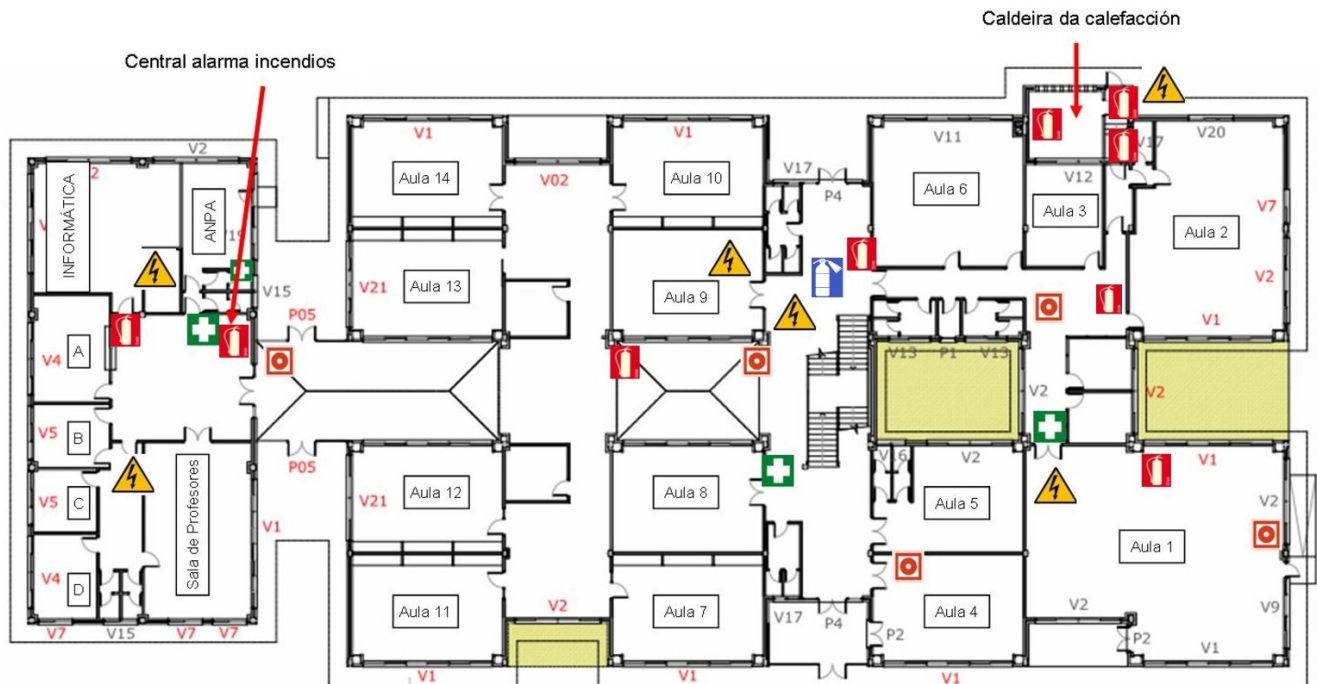 Caldeira da calefacción
Central alarma incendios
V1
V1
V11
V20
V17
V17
V2
Aula 14
V02
Aula 10
P4
Aula 6
V12
Aula 3
Aula 2
V7
INFORMÁTICA
ANPA
V21
Aula 13
Aula 9
V2
V15
P05
V1
V4
A
V13
P1
V13
V2
V2
V5
B
P05
V16
V2
V1
V5
C
Sala de Profesores
V1
V21
Aula 12
Aula 8
Aula 5
V2
Aula 1
V4
D
Aula 11
V2
Aula 7
V17
P4
Aula 4
P2
V2
P2
V9
V7
V15
V7
V7
V1
V1
V1
V1